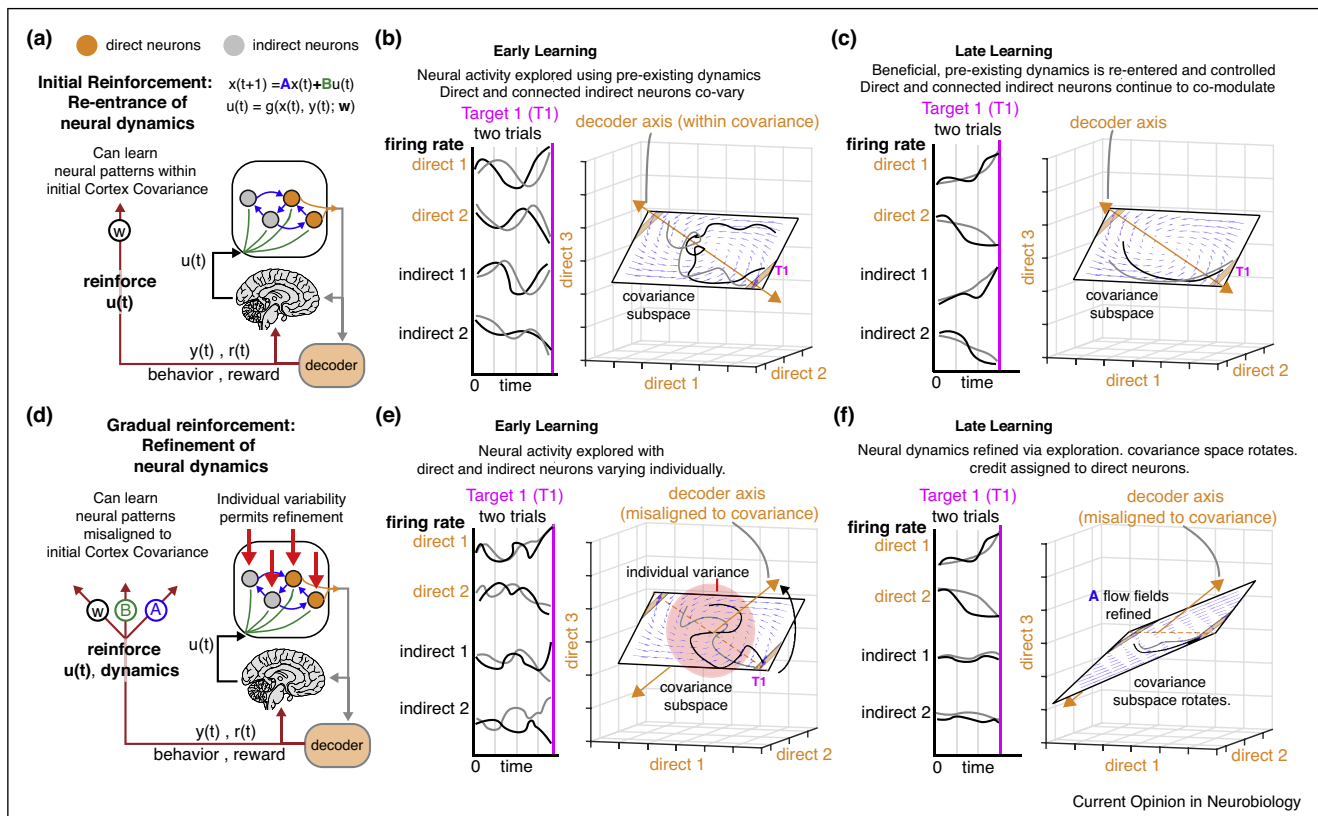 (a)
direct neurons
indirect neurons
Initial Reinforcement:
Re-entrance of
neural dynamics
x(t+1) =Ax(t)+Bu(t)
u(t) = g(x(t), y(t); w)
Can learn
neural patterns within
initial Cortex Covariance
w
reinforce
u(t)
u(t)
y(t) , r(t)
behavior , reward
decoder
(b)
Early Learning
Neural activity explored using pre-existing dynamics
Direct and connected indirect neurons co-vary
Target 1 (T1)
two trials
firing rate
direct 1
direct 2
indirect 1
indirect 2
0 time
decoder axis (within covariance)
direct 3
T1
covariance
subspace
direct 1
direct 2
(c)
Late Learning
Beneficial, pre-existing dynamics is re-entered and controlled
Direct and connected indirect neurons continue to co-modulate
Target 1 (T1)
two trials
firing rate
direct 1
direct 2
indirect 1
indirect 2
0 time
decoder axis
direct 3
T1
covariance
subspace
direct 1
direct 2
(d)
Gradual reinforcement:
Refinement of
neural dynamics
Can learn
neural patterns
misaligned to
initial Cortex Covariance
Individual variability
permits refinement
w
B
A
reinforce
u(t), dynamics
u(t)
y(t) , r(t)
behavior , reward
decoder
(e)
Early Learning
Neural activity explored with
direct and indirect neurons varying individually.
Target 1 (T1)
two trials
firing rate
direct 1
direct 2
indirect 1
indirect 2
0 time
decoder axis
(misaligned to covariance)
individual variance
direct 3
T1
covariance
subspace
direct 1
direct 2
(f)
Late Learning
Neural dynamics refined via exploration. covariance space rotates.
credit assigned to direct neurons.
Target 1 (T1)
two trials
firing rate
direct 1
direct 2
indirect 1
indirect 2
0 time
decoder axis
(misaligned to covariance)
A flow fields
refined
direct 3
covariance
subspace rotates.
direct 1
direct 2
Current Opinion in Neurobiology